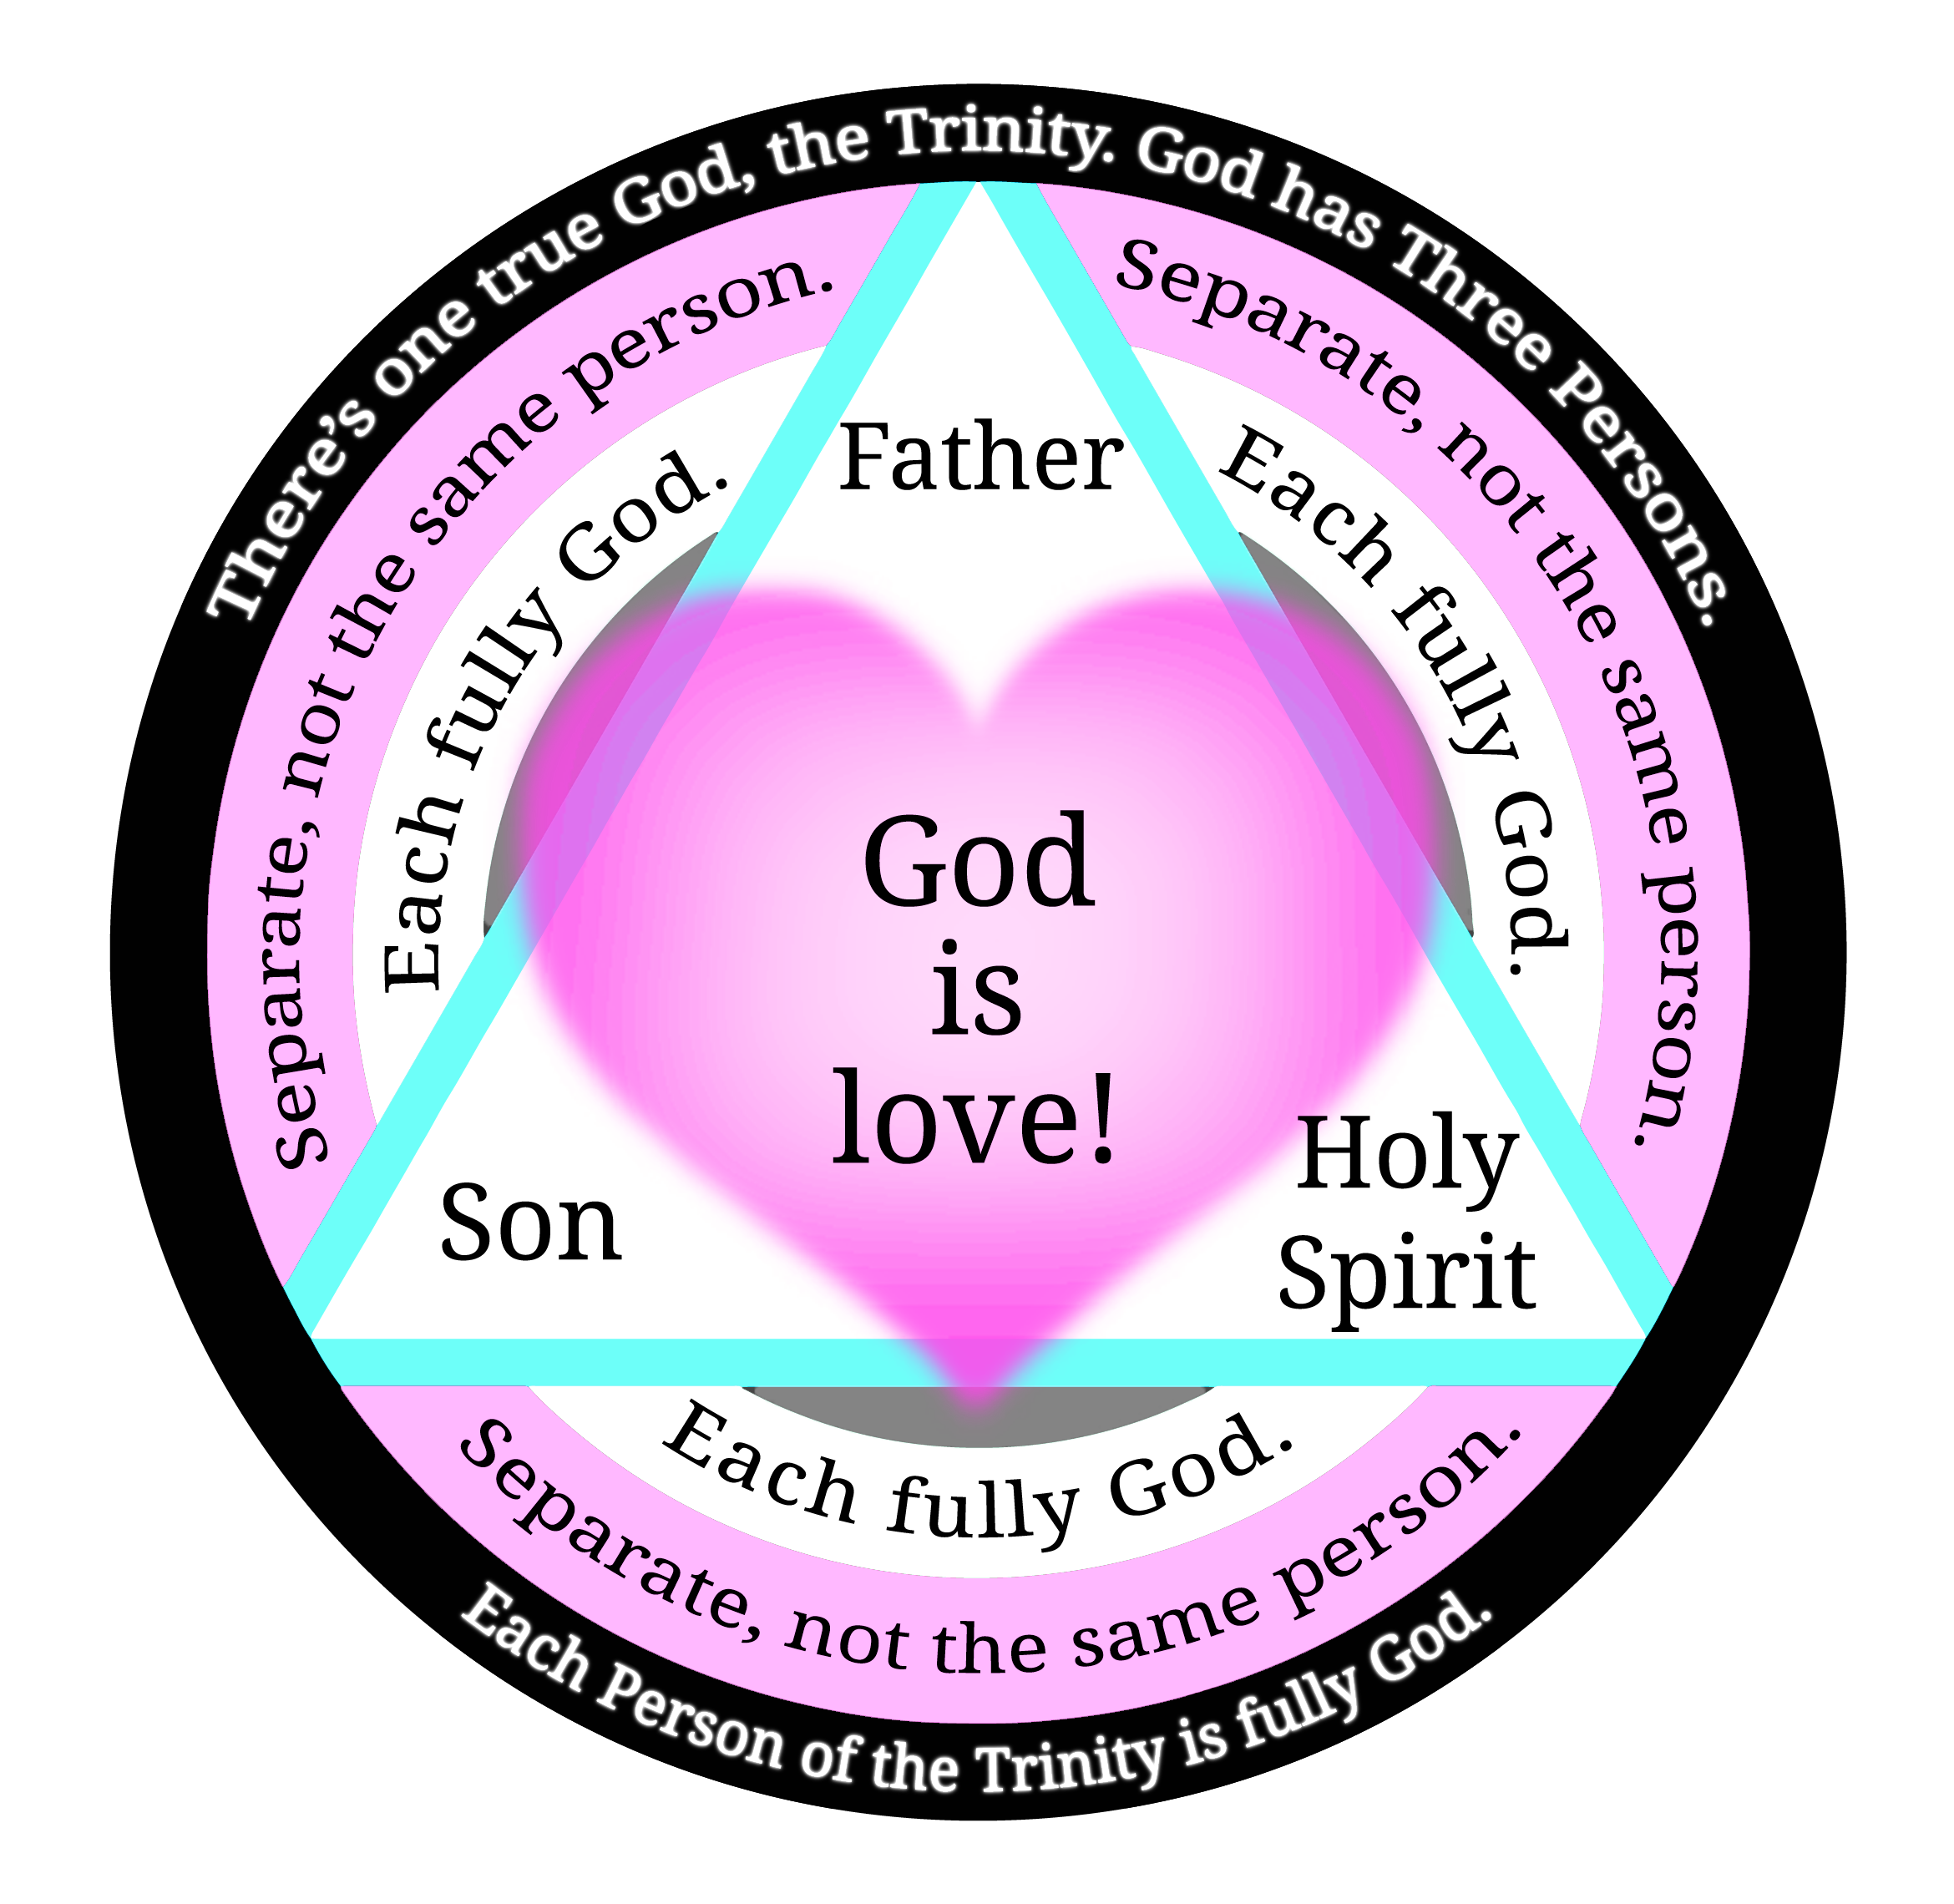 There’s one true God, the Trinity. God has Three Persons.
Separate, not the same person.
Separate, not the same person.
Each fully God.
Each fully God.
Father
God
is
love!
Son
Holy
Spirit
Each fully God.
Separate, not the same person.
Each Person of the Trinity is fully God.